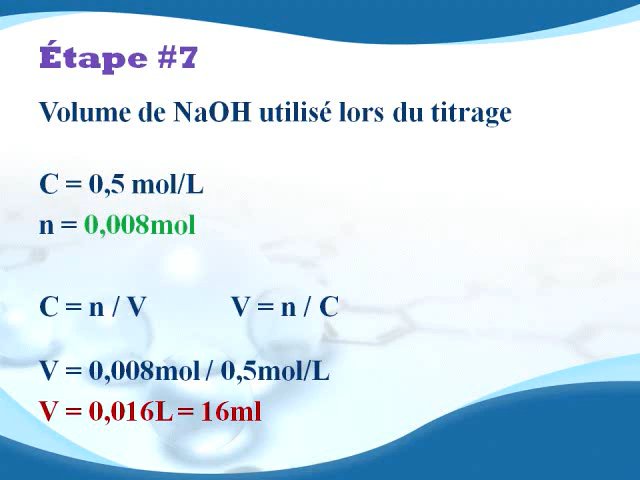 Étape #7
Volume de NaOH utilisé lors du titrage
C = 0,5 mol/L
n = 0,008mol
C = n / V V = n / C
V = 0,008mol / 0,5mol/L
V = 0,016L = 16ml